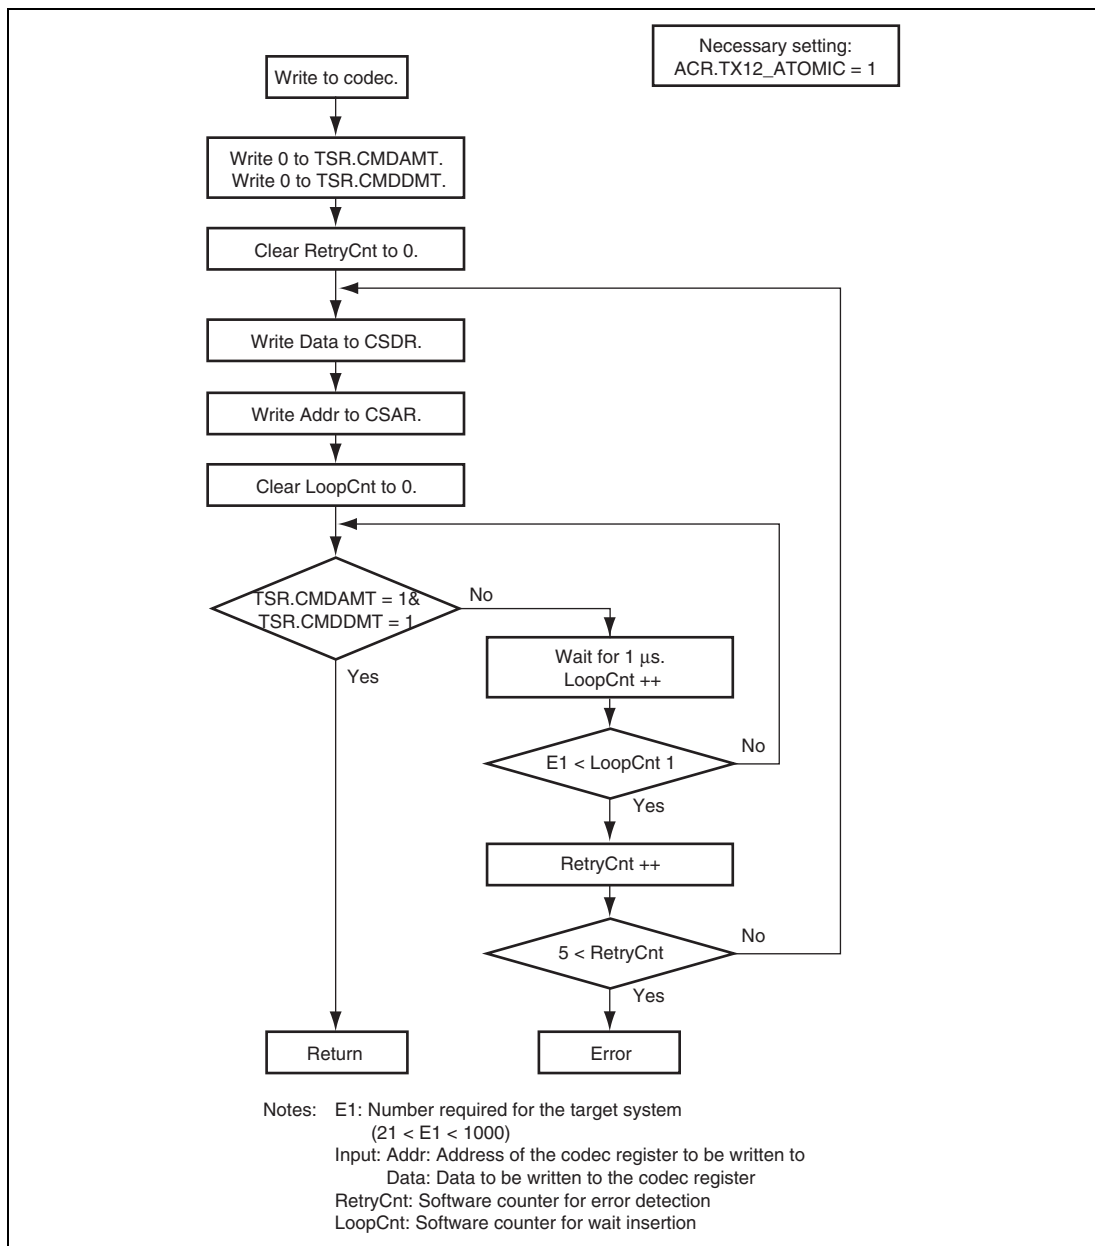 Necessary setting:
ACR.TX12_ATOMIC = 1
Write to codec.
Write 0 to TSR.CMDAMT.
Write 0 to TSR.CMDDMT.
Clear RetryCnt to 0.
Write Data to CSDR.
Write Addr to CSAR.
Clear LoopCnt to 0.
TSR.CMDAMT = 1&
TSR.CMDDMT = 1
No
Yes
Wait for 1 μs.
LoopCnt ++
E1 < LoopCnt 1
No
Yes
RetryCnt ++
5 < RetryCnt
No
Yes
Return
Error
Notes: E1: Number required for the target system
(21 < E1 < 1000)
Input: Addr: Address of the codec register to be written to
Data: Data to be written to the codec register
RetryCnt: Software counter for error detection
LoopCnt: Software counter for wait insertion